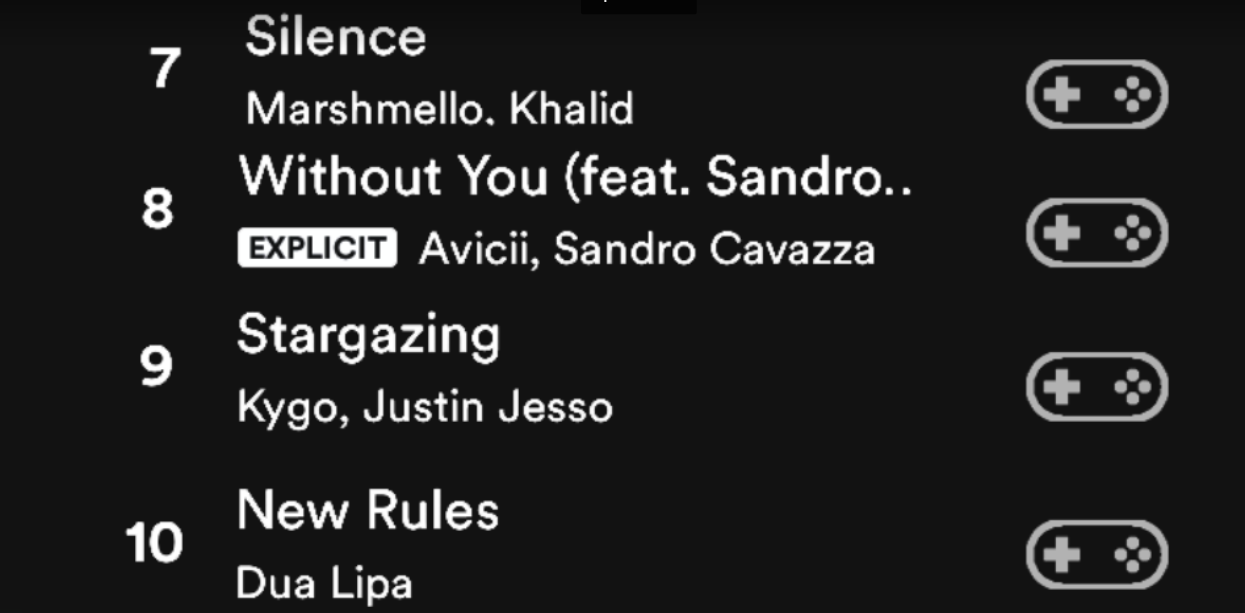 7
Silence
Marshmello. Khalid
8
Without You (feat. Sandro..
EXPLICIT Avicii, Sandro Cavazza
9
Stargazing
Kygo, Justin Jesso
10
New Rules
Dua Lipa